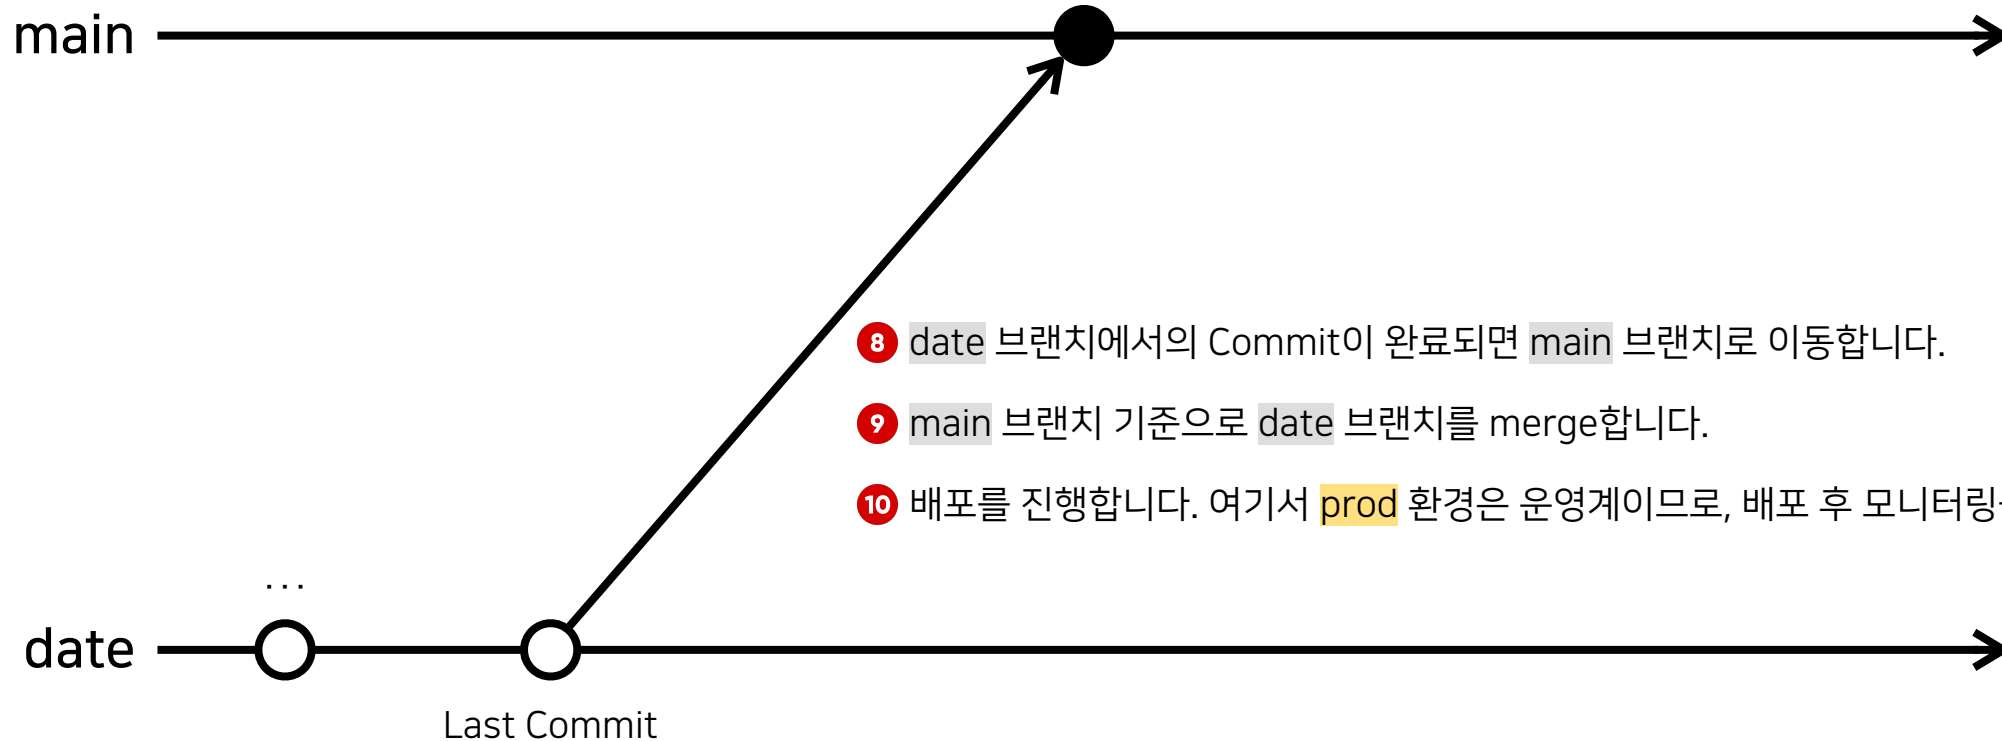 main
8 date 브랜치에서의 Commit이 완료되면 main 브랜치로 이동합니다.
9 main 브랜치 기준으로 date 브랜치를 merge합니다.
10 배포를 진행합니다. 여기서 prod 환경은 운영계이므로, 배포 후 모니터링
...
date
Last Commit